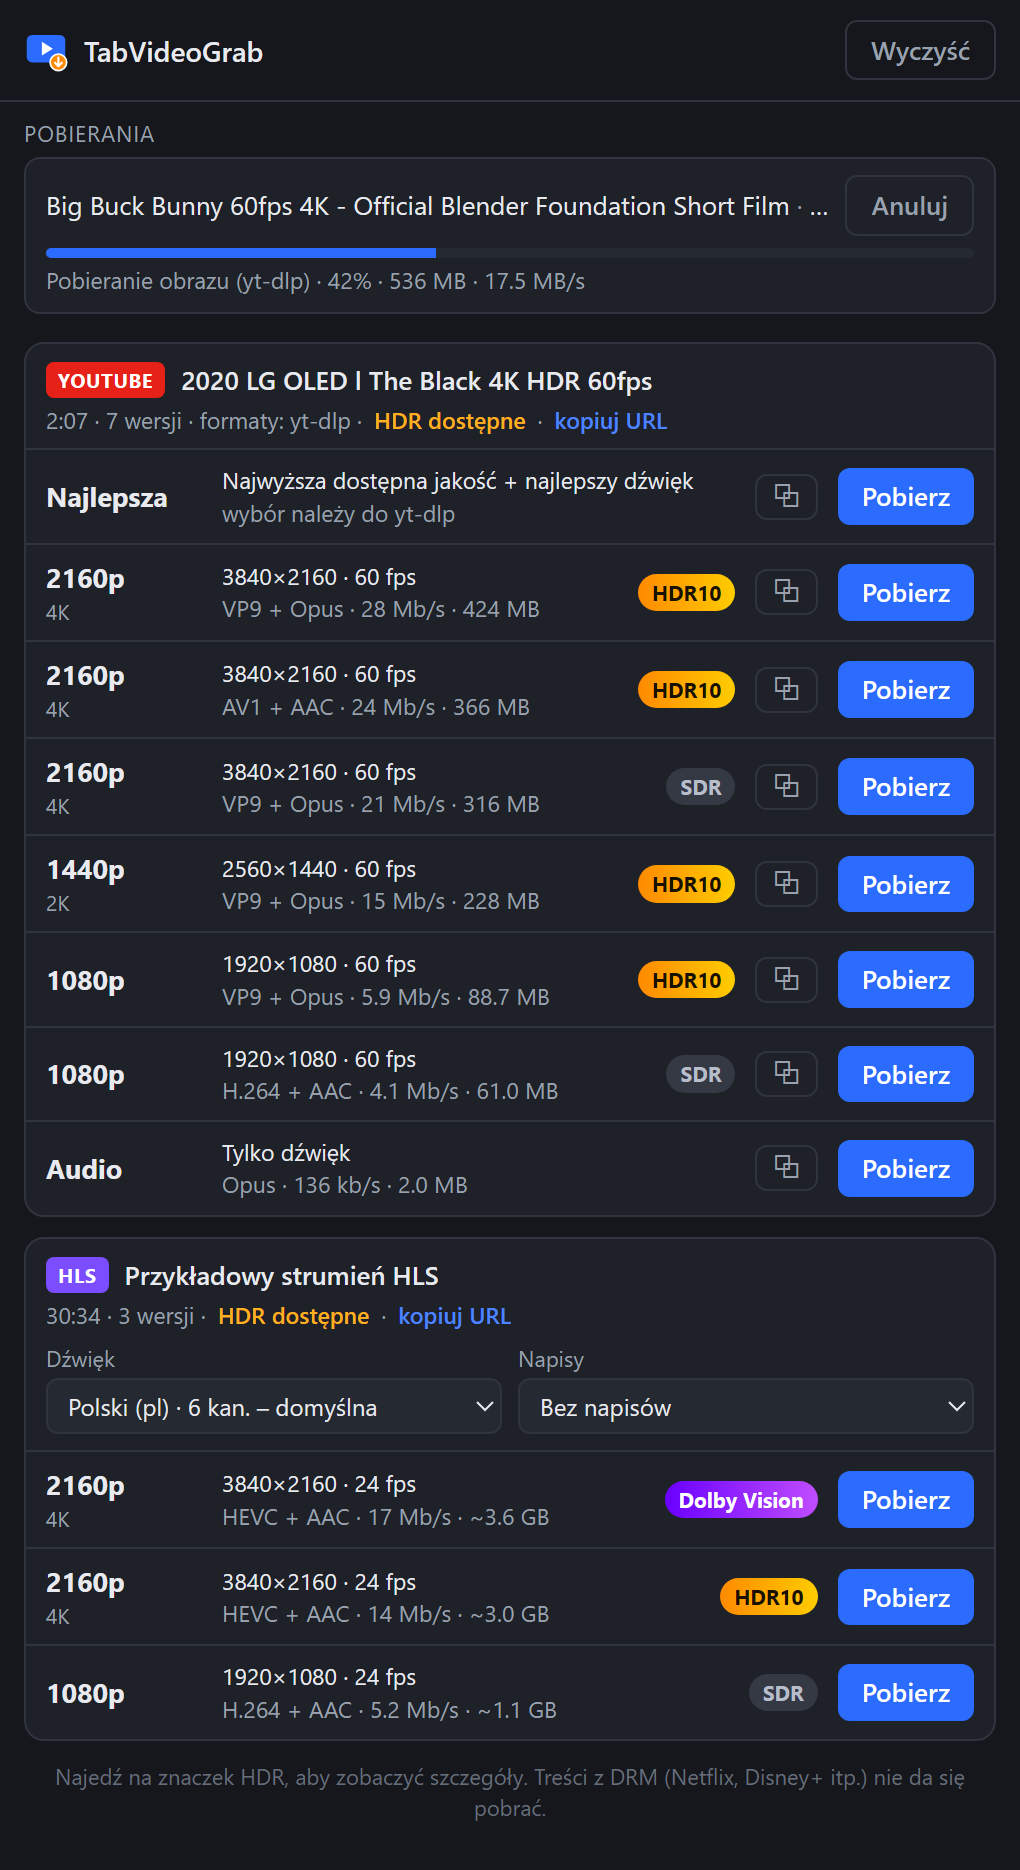 TabVideoGrab
Wyczyść
POBIERANIA
Big Buck Bunny 60fps 4K - Official Blender Foundation Short Film · ...
Anuluj
Pobieranie obrazu (yt-dlp) · 42% · 536 MB · 17.5 MB/s
YOUTUBE 2020 LG OLED l The Black 4K HDR 60fps
2:07 · 7 wersji · formaty: yt-dlp · HDR dostępne · kopiuj URL
Najlepsza
Najwyższa dostępna jakość + najlepszy dźwięk
wybór należy do yt-dlp
Pobierz
2160p
4K
3840×2160 · 60 fps
VP9 + Opus · 28 Mb/s · 424 MB
HDR10
Pobierz
2160p
4K
3840×2160 · 60 fps
AV1 + AAC · 24 Mb/s · 366 MB
HDR10
Pobierz
2160p
4K
3840×2160 · 60 fps
VP9 + Opus · 21 Mb/s · 316 MB
SDR
Pobierz
1440p
2K
2560×1440 · 60 fps
VP9 + Opus · 15 Mb/s · 228 MB
HDR10
Pobierz
1080p
1920×1080 · 60 fps
VP9 + Opus · 5.9 Mb/s · 88.7 MB
HDR10
Pobierz
1080p
1920×1080 · 60 fps
H.264 + AAC · 4.1 Mb/s · 61.0 MB
SDR
Pobierz
Audio
Tylko dźwięk
Opus · 136 kb/s · 2.0 MB
Pobierz
HLS Przykładowy strumień HLS
30:34 · 3 wersji · HDR dostępne · kopiuj URL
Dźwięk
Napisy
Polski (pl) · 6 kan. – domyślna
Bez napisów
2160p
4K
3840×2160 · 24 fps
HEVC + AAC · 17 Mb/s · ~3.6 GB
Dolby Vision
Pobierz
2160p
4K
3840×2160 · 24 fps
HEVC + AAC · 14 Mb/s · ~3.0 GB
HDR10
Pobierz
1080p
1920×1080 · 24 fps
H.264 + AAC · 5.2 Mb/s · ~1.1 GB
SDR
Pobierz
Najedź na znaczek HDR, aby zobaczyć szczegóły. Treści z DRM (Netflix, Disney+ itp.) nie da się
pobrać.